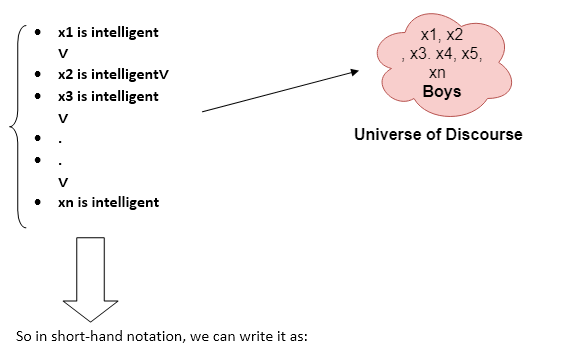 • x1 is intelligent
V
• x2 is intelligentV
• x3 is intelligent
V
• .
• .
V
• xn is intelligent
x1, x2
, x3. x4, x5,
xn
Boys
Universe of Discourse
So in short-hand notation, we can write it as: